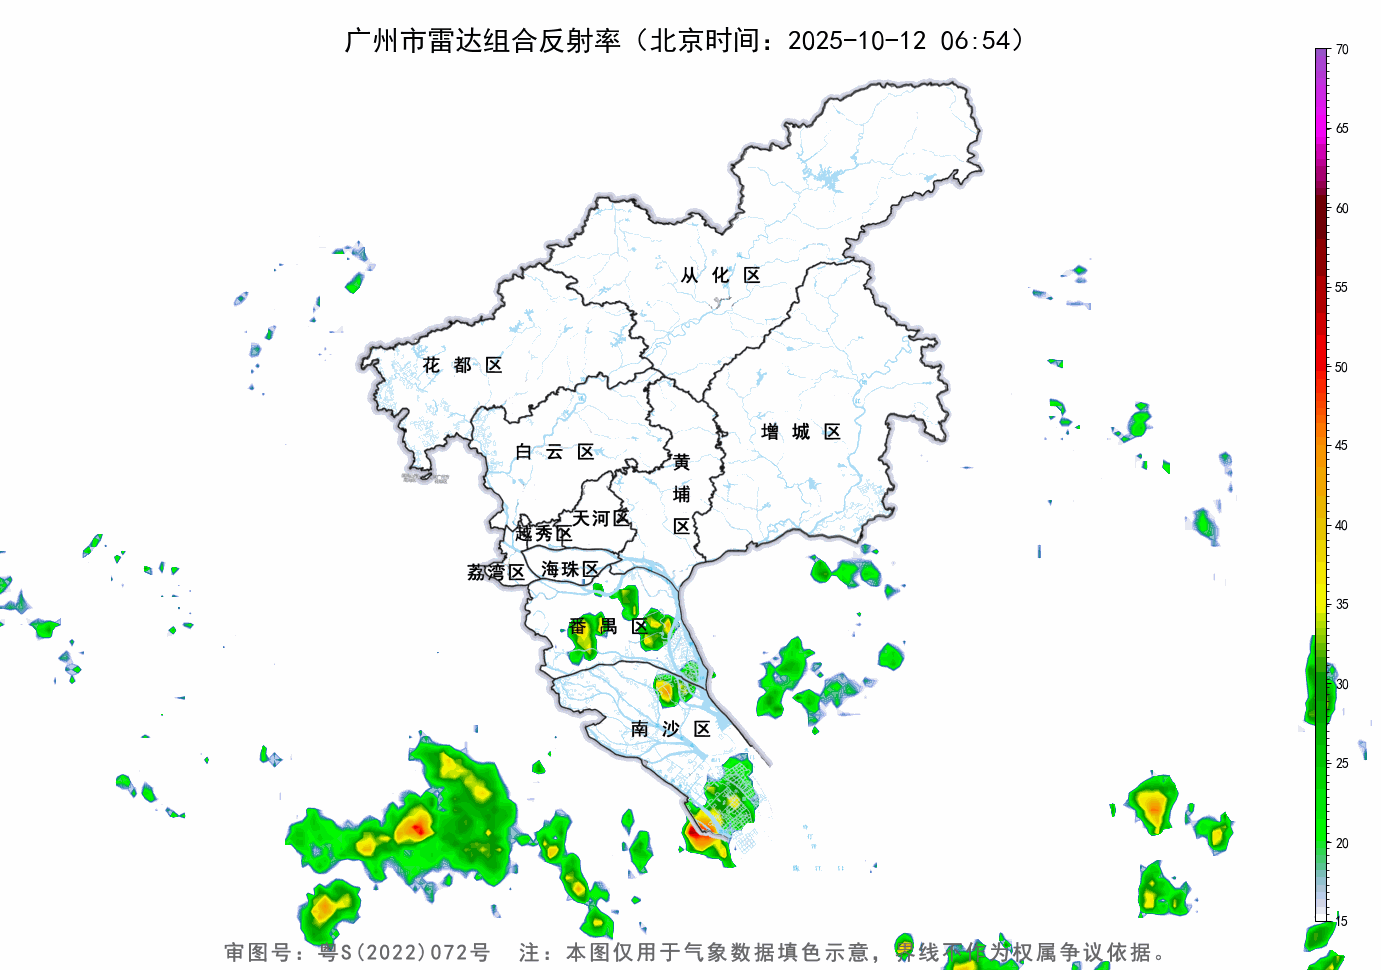 广州市雷达组合反射率（北京时间：2025-10-12 06:54）
70
65
60
55
50
45
40
35
30
25
20
15
从化区
花都区
增城区
白云区
黄埔区
天河区
越秀区
海珠区
荔湾区
番禺区
南沙区
审图号：粤S(2022)072号 注：本图仅用于气象数据填色示意，界线不作为权属争议依据。